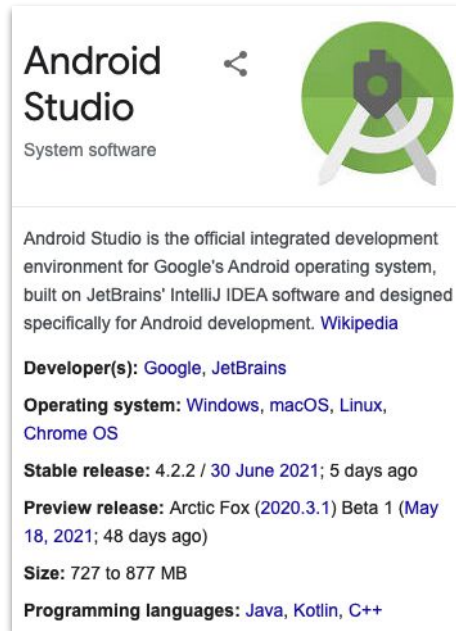 Android
Studio
System software
Android Studio is the official integrated development
environment for Google's Android operating system,
built on JetBrains' IntelliJ IDEA software and designed
specifically for Android development. Wikipedia
Developer(s): Google, JetBrains
Operating system: Windows, macOS, Linux,
Chrome OS
Stable release: 4.2.2 / 30 June 2021; 5 days ago
Preview release: Arctic Fox (2020.3.1) Beta 1 (May
18, 2021; 48 days ago)
Size: 727 to 877 MB
Programming languages: Java, Kotlin, C++